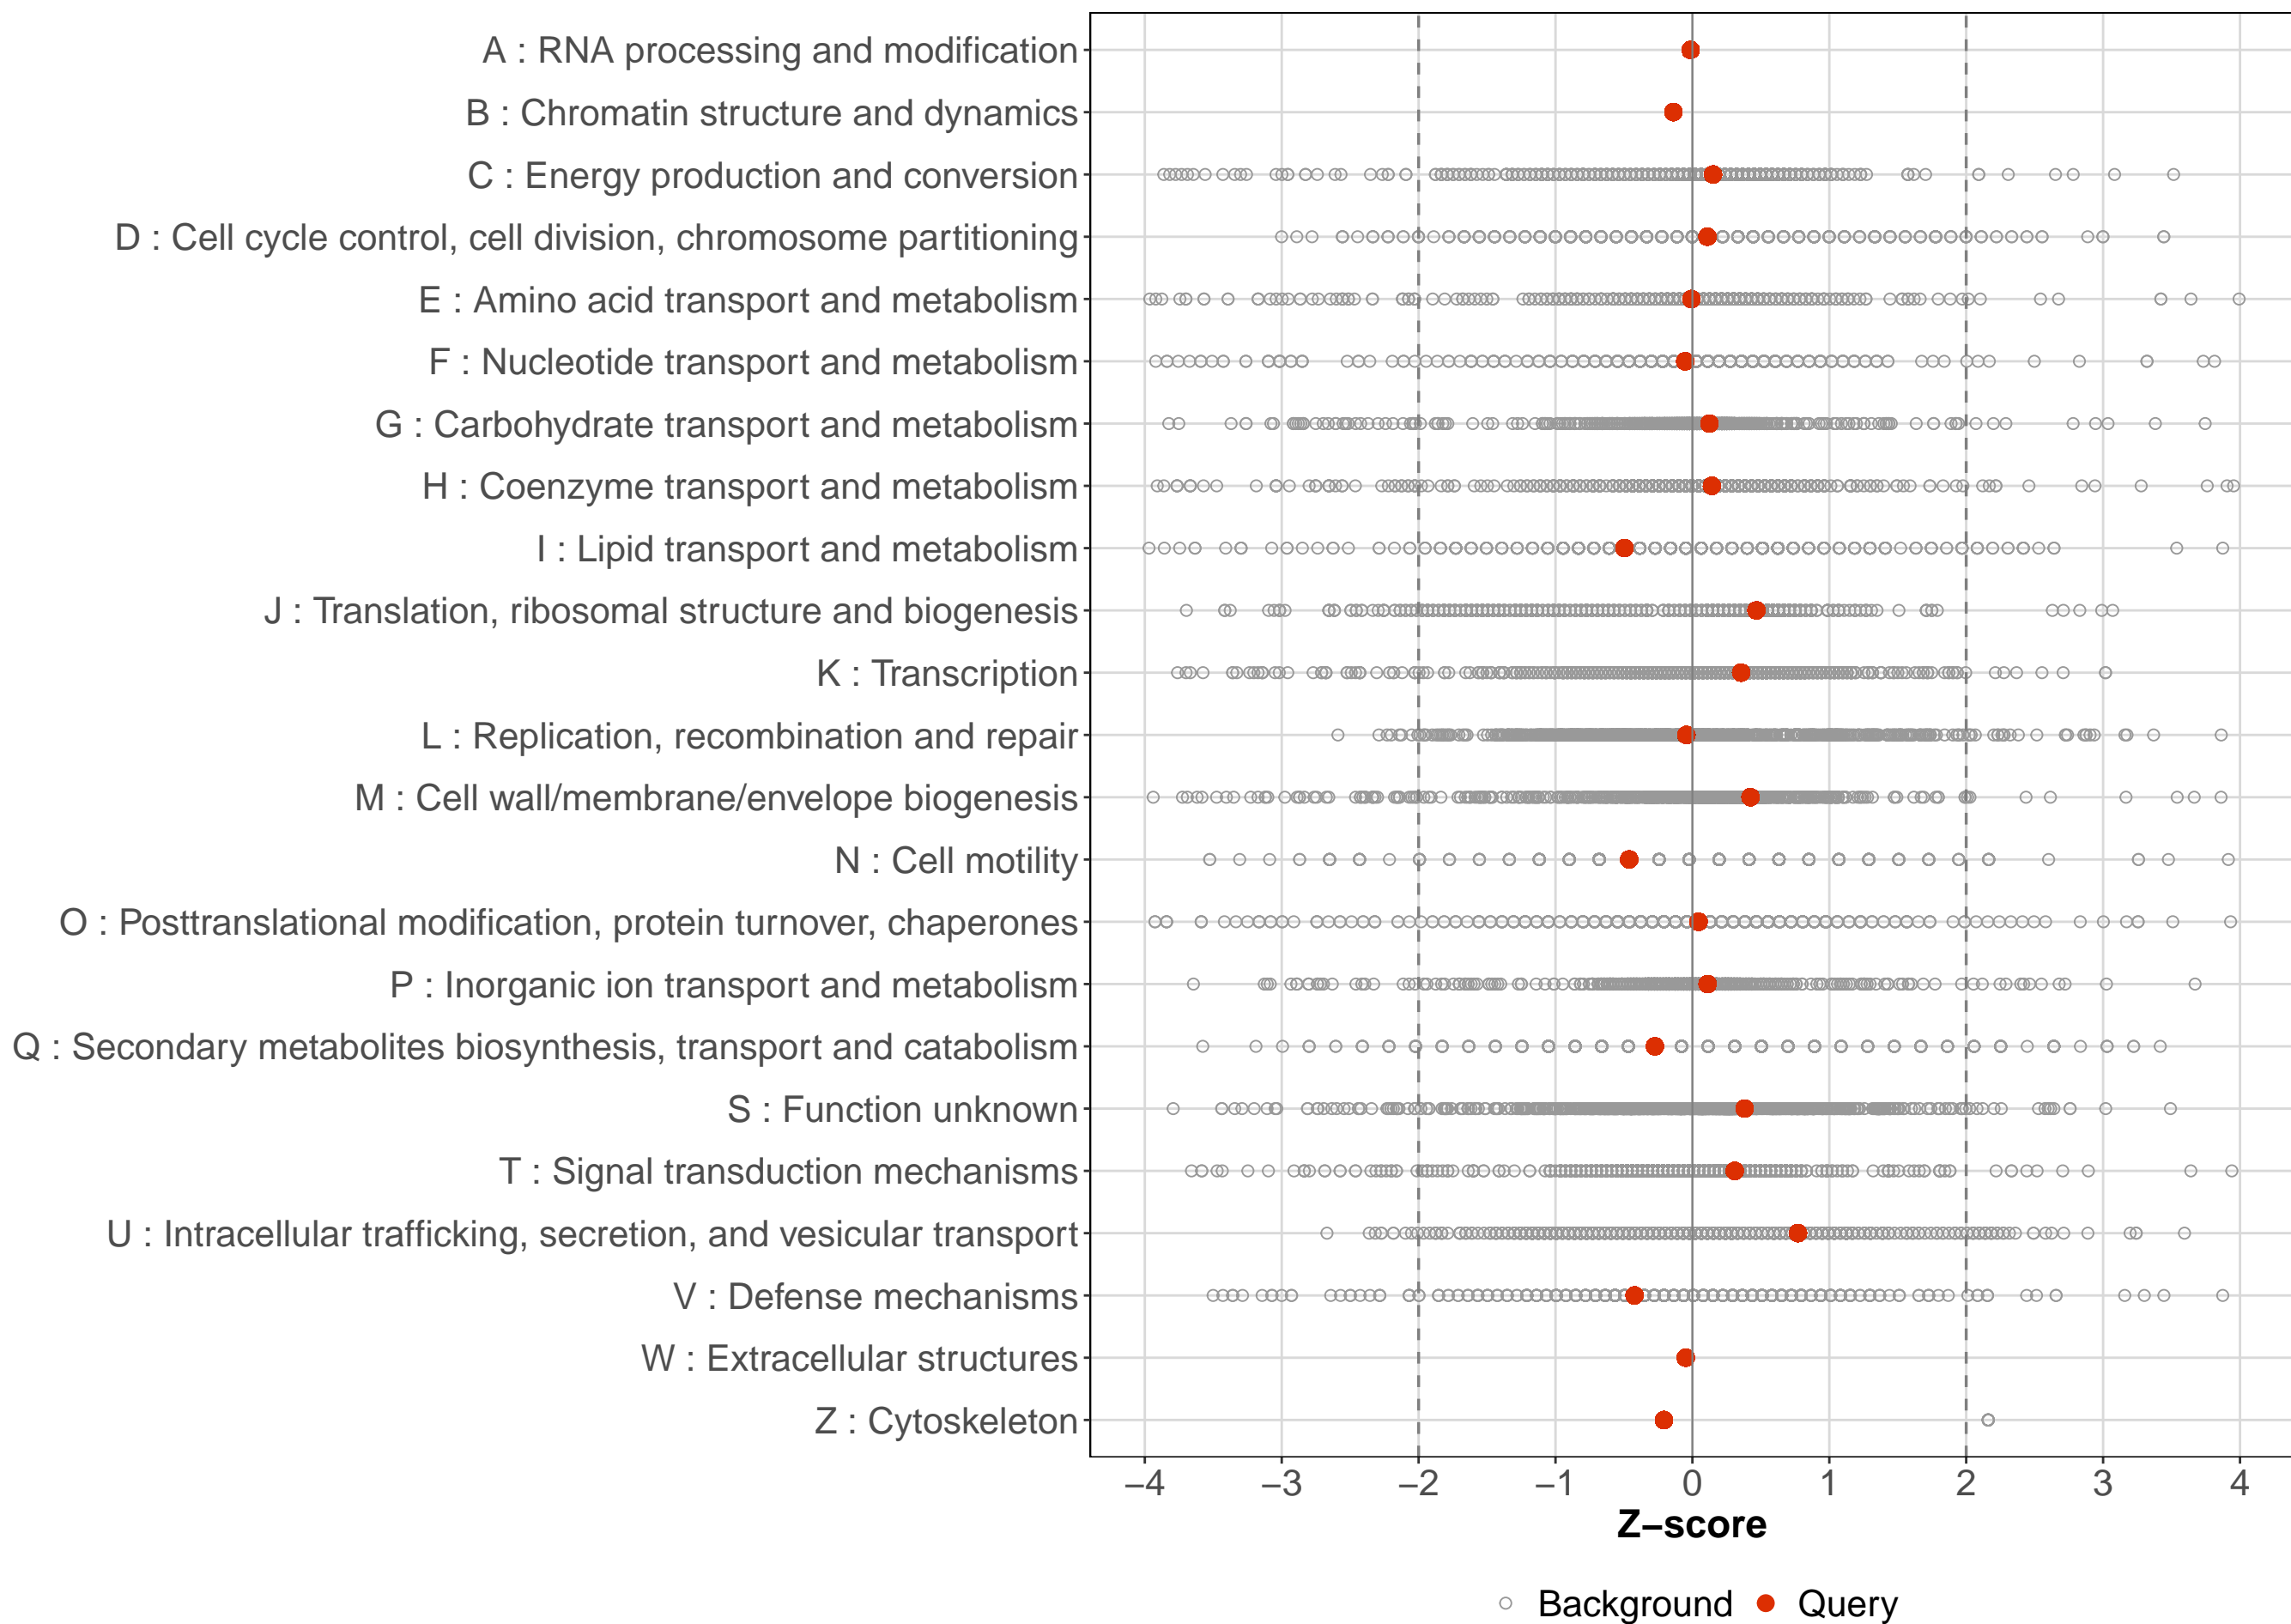 A : RNA processing and modification
B : Chromatin structure and dynamics
C : Energy production and conversion
D : Cell cycle control, cell division, chromosome partitioning
E : Amino acid transport and metabolism
F : Nucleotide transport and metabolism
G : Carbohydrate transport and metabolism
H : Coenzyme transport and metabolism
I : Lipid transport and metabolism
J : Translation, ribosomal structure and biogenesis
K : Transcription
L : Replication, recombination and repair
M : Cell wall/membrane/envelope biogenesis
N : Cell motility
O : Posttranslational modification, protein turnover, chaperones
P : Inorganic ion transport and metabolism
Q : Secondary metabolites biosynthesis, transport and catabolism
S : Function unknown
T : Signal transduction mechanisms
U : Intracellular trafficking, secretion, and vesicular transport
V : Defense mechanisms
W : Extracellular structures
Z : Cytoskeleton
−4 −3 −2 −1 0 1 2 3 4
Z−score
Background Query